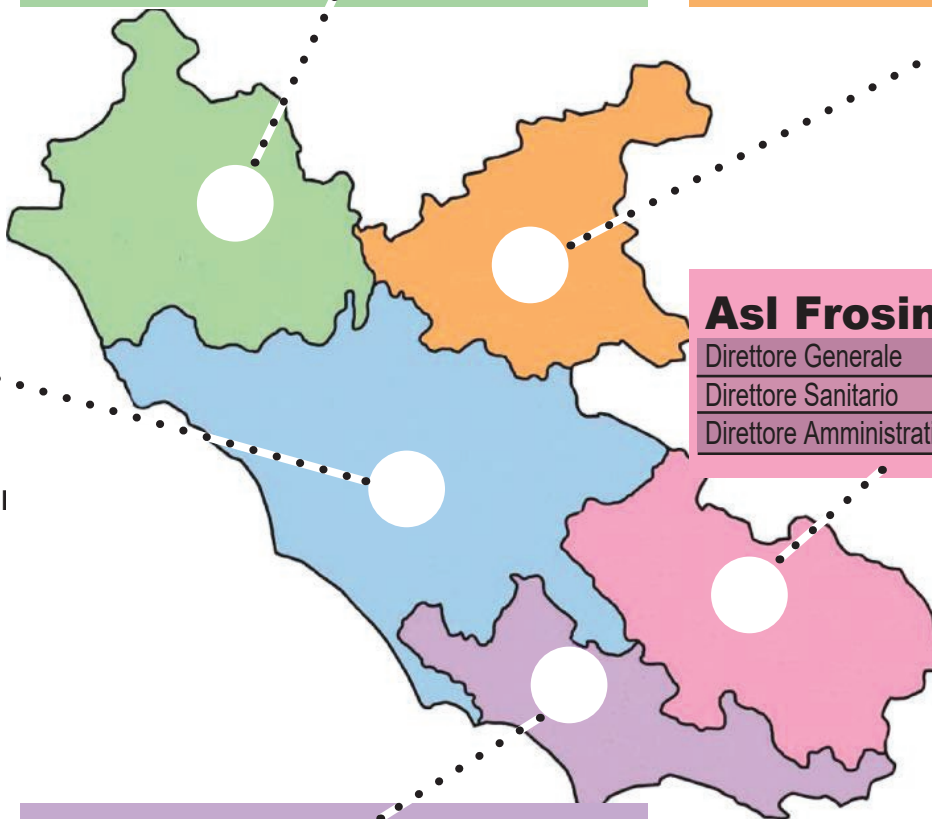 Asl Frosin
Direttore Generale
Direttore Sanitario
Direttore Amministrat